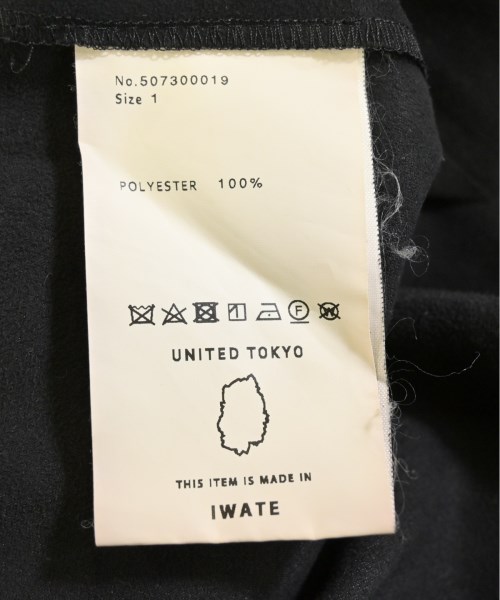 No.507300019
Size 1
POLYESTER 100%
F W
UNITED TOKYO
THIS ITEM IS MADE IN
IWATE